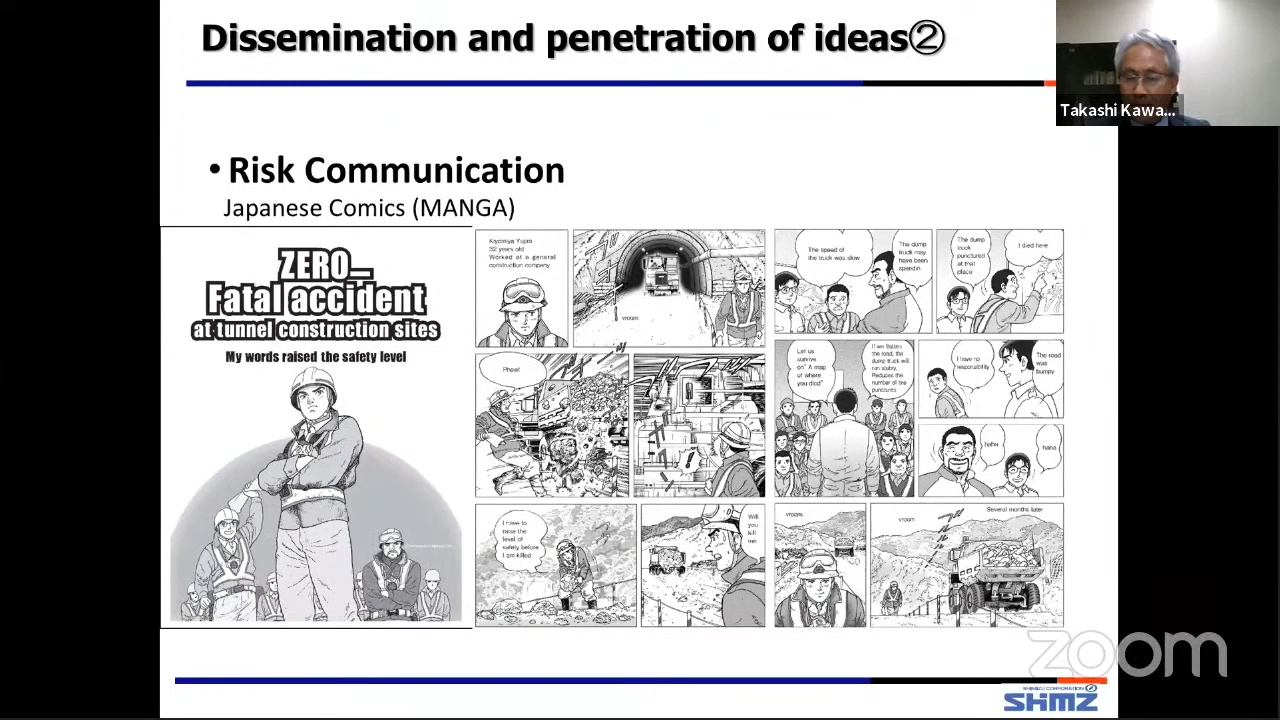 Dissemination and penetration of ideas②
Takashi Kawa...
• Risk Communication
Japanese Comics (MANGA)
ZERO...
Fatal accident
at tunnel construction sites
My words raised the safety level
Kiyomiya Yujiro
32 years old
Worked at a general
construction company
vroom
Phew!
!
I have to
raise the
level of
safety before
I am killed
Will
you
kill
me
The speed of
the truck was slow
The dump
truck may
have been
speedin
The dump
truck
punctured
at that
place
I died here
Let us
survive
on" A map
of where
you died"
If we flatten
the road, the
dump truck will
run stably.
Reduces the
number of tire
punctures
I have no
responsibility
The road
was
bumpy
haha
haha
vroom
vroom
Several months later
zoom
SHIMIZU CORPORATION
SHMZ